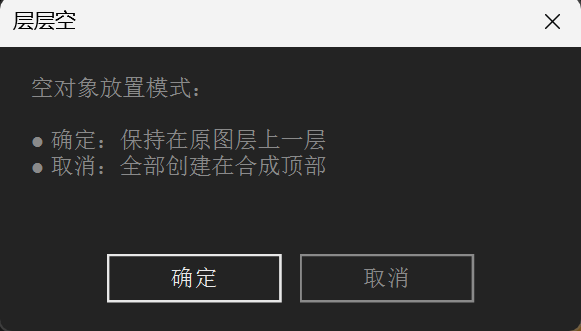 层层空
空对象放置模式：
● 确定：保持在原图层上一层
● 取消：全部创建在合成顶部
确定
取消